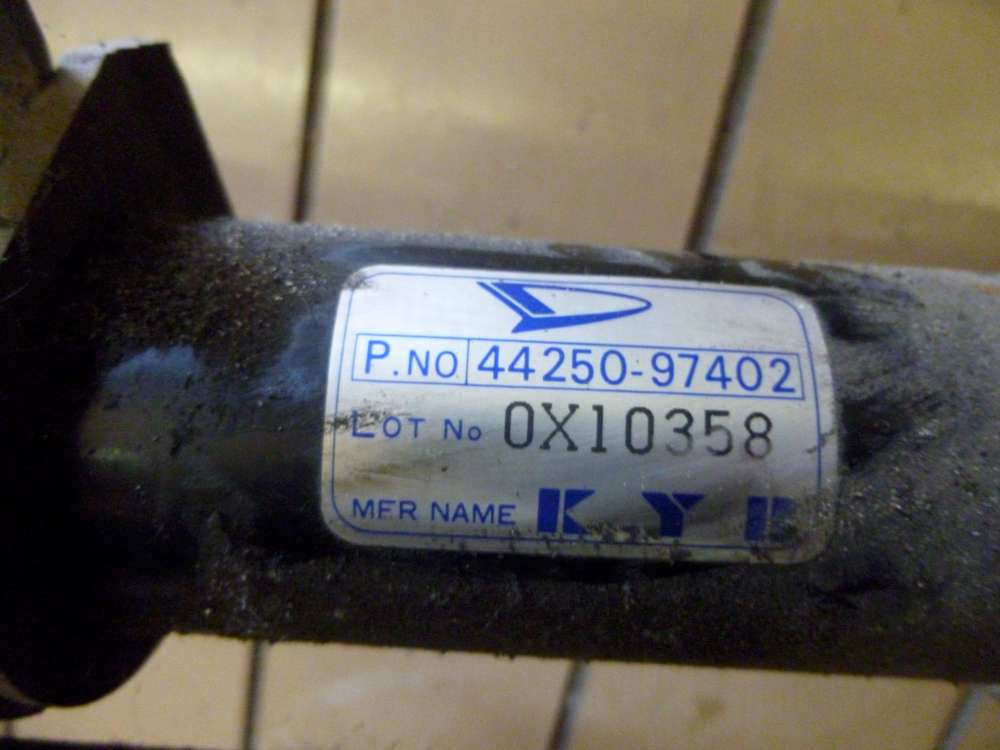 P.NO 44250-97402
LOT No 0X10358
MFR NAME KYB